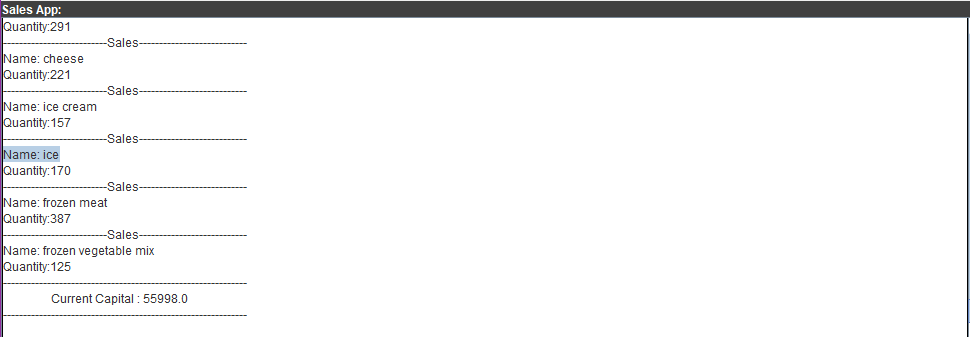 Sales App:
Quantity:291
---------------------------Sales---------------------------
Name: cheese
Quantity:221
---------------------------Sales---------------------------
Name: ice cream
Quantity:157
---------------------------Sales---------------------------
Name: ice
Quantity:170
---------------------------Sales---------------------------
Name: frozen meat
Quantity:387
---------------------------Sales---------------------------
Name: frozen vegetable mix
Quantity:125
-------------------------------------------------------------
Current Capital : 55998.0
-------------------------------------------------------------